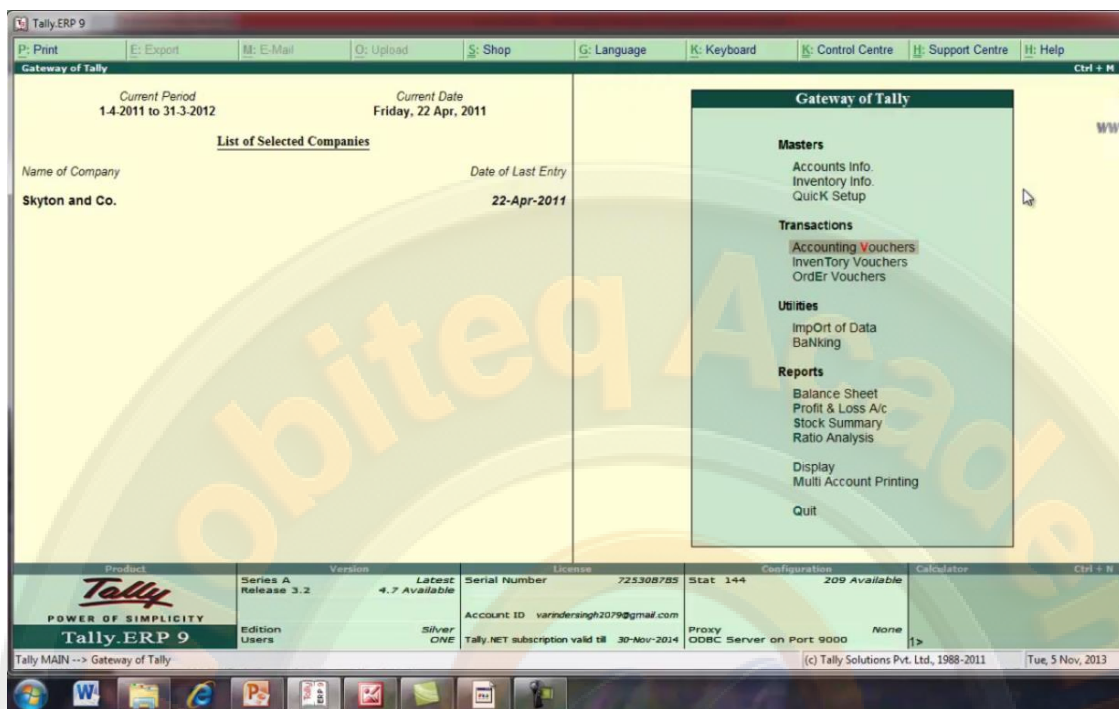 Tally.ERP 9
P: Print E: Export M: E-Mail O: Upload S: Shop G: Language K: Keyboard K: Control Centre H: Support Centre H: Help
Gateway of Tally Ctrl + M
Current Period Current Date
1-4-2011 to 31-3-2012 Friday, 22 Apr, 2011
List of Selected Companies
Name of Company Date of Last Entry
Skyton and Co. 22-Apr-2011
Gateway of Tally
Masters
Accounts Info.
Inventory Info.
QuicK Setup
Transactions
Accounting Vouchers
InvenTory Vouchers
OrdEr Vouchers
Utilities
ImpOrt of Data
BaNking
Reports
Balance Sheet
Profit & Loss A/c
Stock Summary
Ratio Analysis
Display
Multi Account Printing
Quit
WW
obiteq Acade
Product Version License Configuration Calculator Ctrl + N
Tally
POWER OF SIMPLICITY
Tally.ERP 9
Series A Latest
Release 3.2 4.7 Available
Edition Silver
Users ONE
Serial Number 725308785
Account ID varindersingh2079@gmail.com
Tally.NET subscription valid till 30-Nov-2014
Stat 144 209 Available
Proxy None
ODBC Server on Port 9000
1>
Tally MAIN --> Gateway of Tally (c) Tally Solutions Pvt. Ltd., 1988-2011 Tue, 5 Nov, 2013